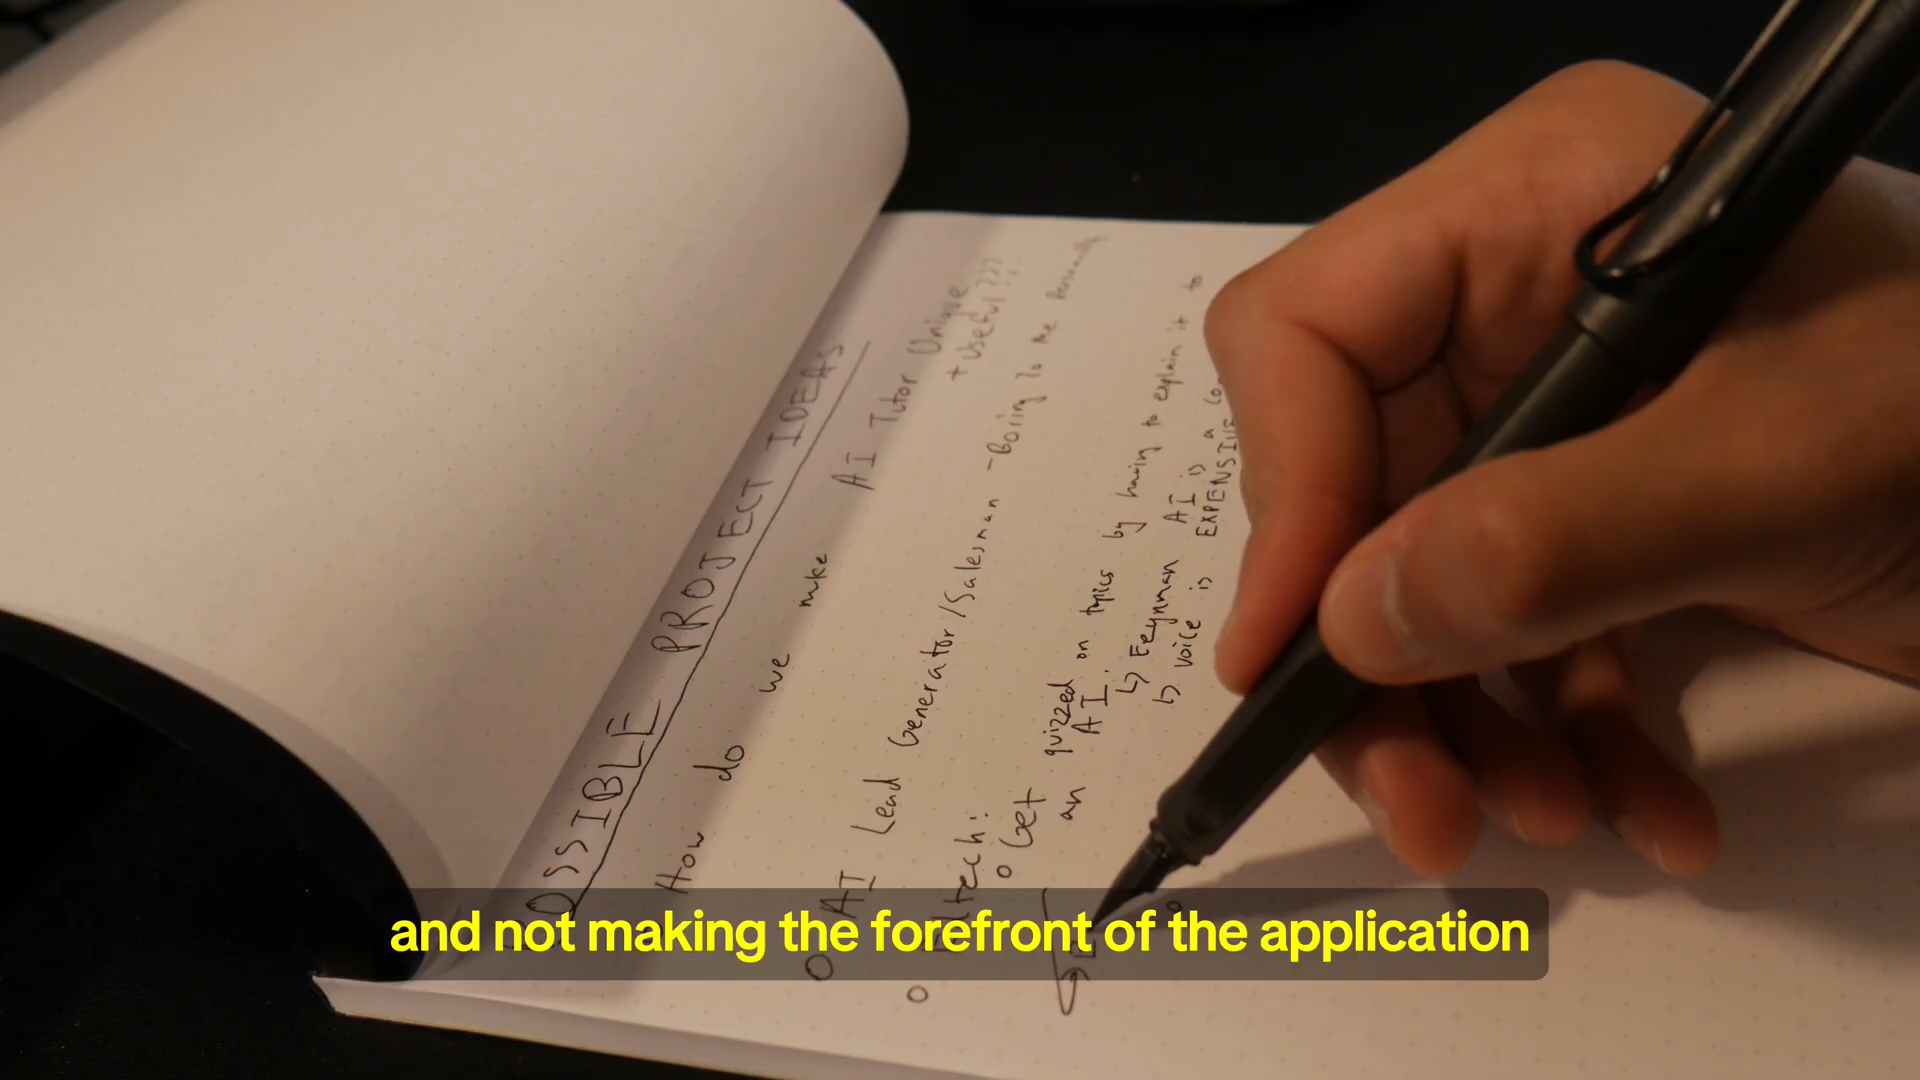 POSSIBLE PROJECT IDEAS
How do we make AI Tutor Unique
+ Useful ???
o AI Lead Generator/Salesman - Boring to me personally
o
o Get quizzed on topics by having to explain it to
an AI.
↳ Feynman AI is a
↳ Voice is EXPENSIVE
and not making the forefront of the application